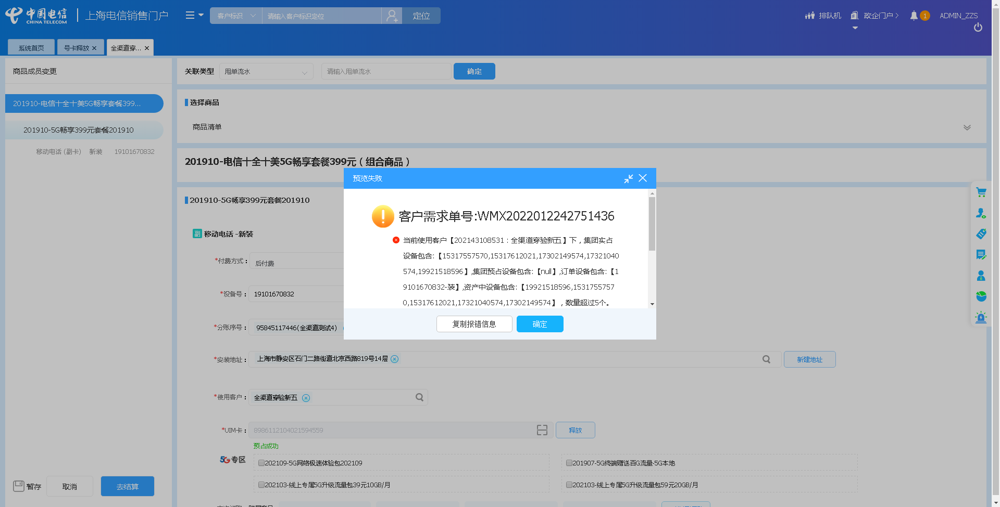 中国电信
CHINA TELECOM
上海电信销售门户
客户标识
请输入客户标识定位
定位
排队机
政企门户
1
ADMIN_ZZS
系统首页
号卡释放
全渠道穿...
商品成员变更
201910-电信十全十美5G畅享套餐399...
201910-5G畅享399元套餐201910
移动电话 (副卡) 新装 19101670832
关联类型
甩单流水
请输入甩单流水
确定
选择商品
商品清单
201910-电信十全十美5G畅享套餐399元 ( 组合商品 )
201910-5G畅享399元套餐201910
副 移动电话 -新装
*付费方式：
后付费
*设备号：
19101670832
*分账序号：
95845117446(全渠道测试4)
*安装地址：
上海市静安区石门二路街道北京西路819号14层
新建地址
*使用客户：
全渠道穿验新五
*UIM卡：
8986112104021594559
释放
预占成功
5G 专区
202109-5G网络极速体验包202109
201907-5G终端赠送百G流量-5G本地
202103-线上专属5G升级流量包39元10GB/月
202103-线上专属5G升级流量包59元20GB/月
暂存
取消
去结算
预览失败
客户需求单号:WMX2022012242751436
当前使用客户【202143108531：全渠道穿验新五】下，集团实占
设备包含:【15317557570,15317612021,17302149574,17321040
574,19921518596】,集团预占设备包含:【null】,订单设备包含:【1
9101670832-装】,资产中设备包含:【19921518596,1531755757
0,15317612021,17321040574,17302149574】，数量超过5个。
复制报错信息
确定